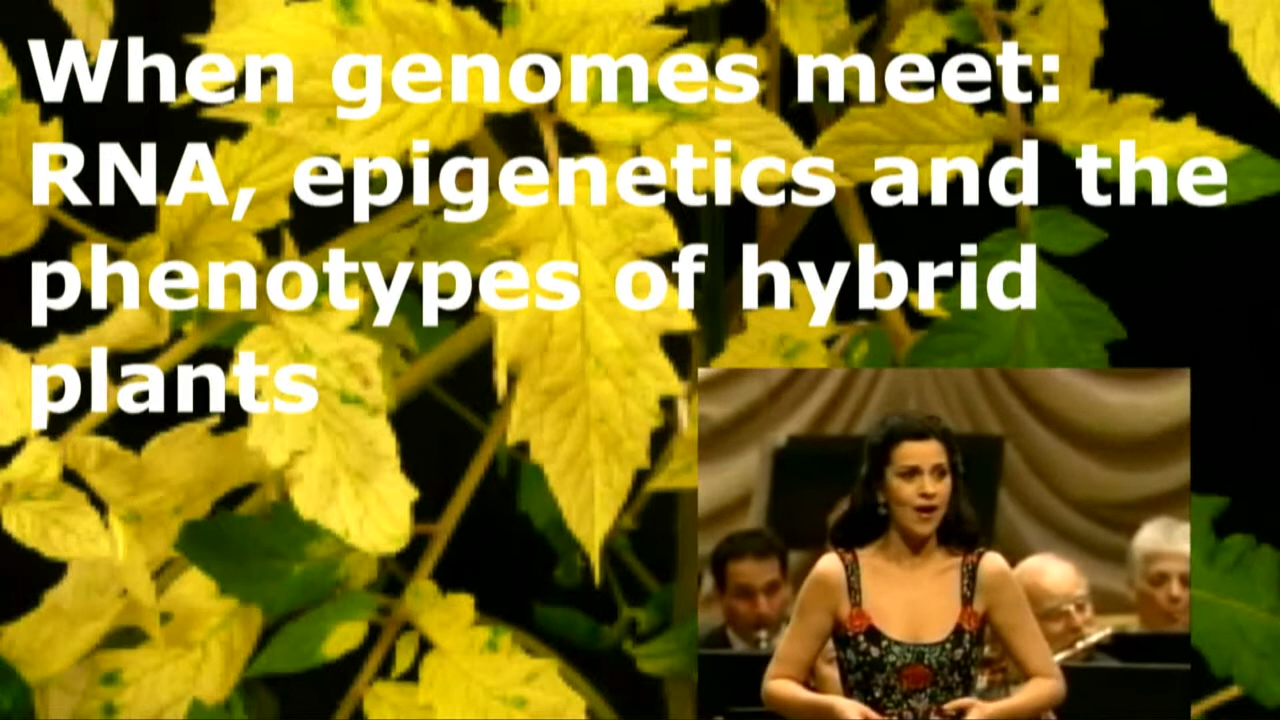 When genomes meet:
RNA, epigenetics and the
phenotypes of hybrid
plants